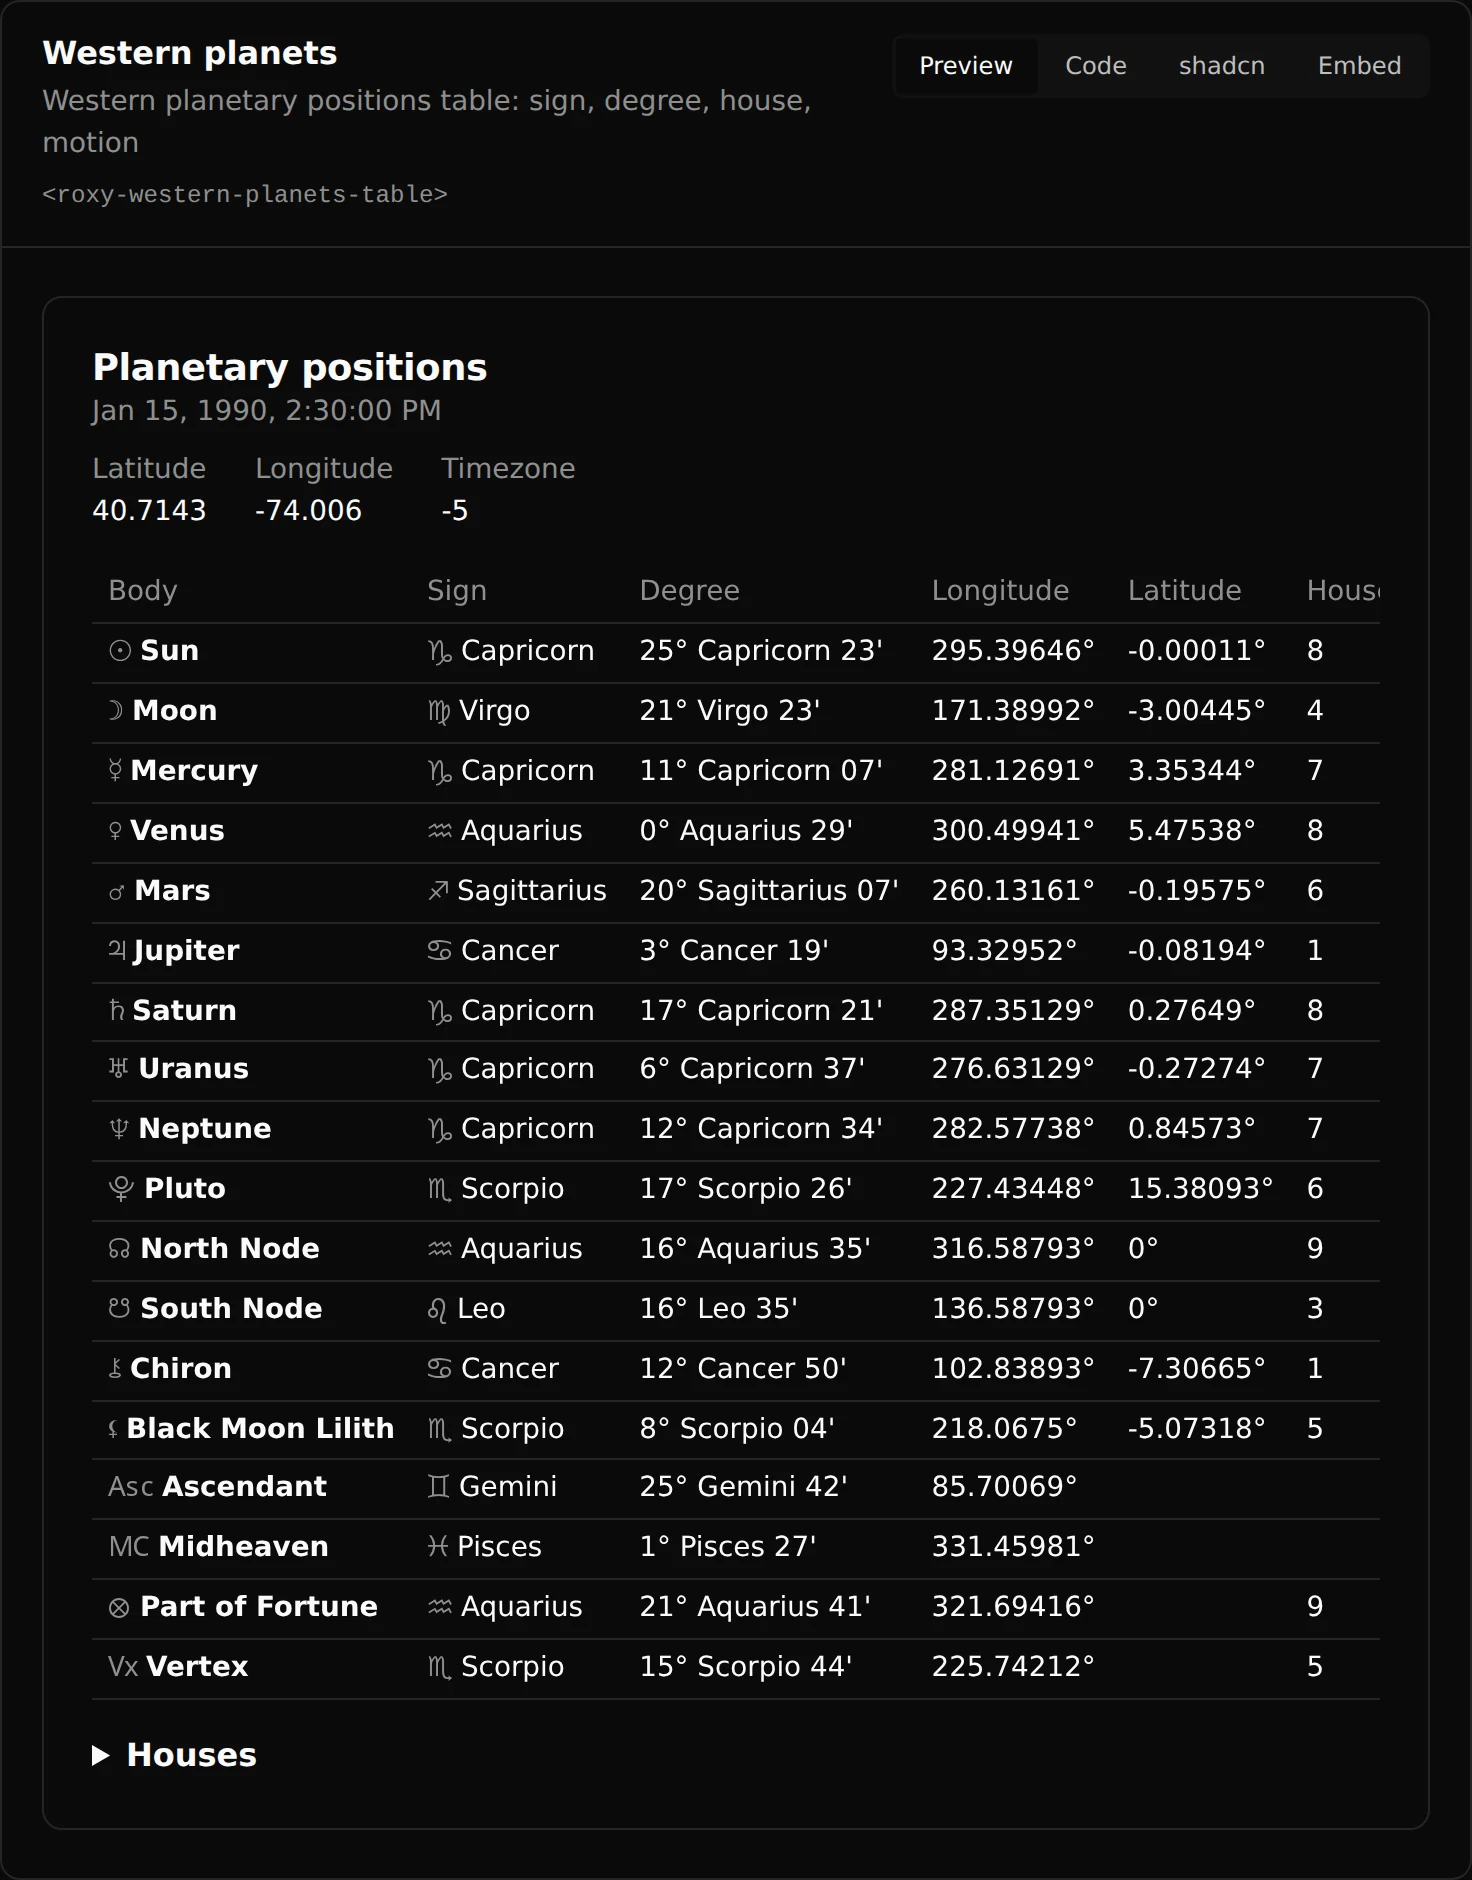 Western planets
Preview Code shadcn Embed
Western planetary positions table: sign, degree, house,
motion
<roxy-western-planets-table>
Planetary positions
Jan 15, 1990, 2:30:00 PM
Latitude Longitude Timezone
40.7143 -74.006 -5
Body Sign Degree Longitude Latitude Hous
☉ Sun ♑ Capricorn 25° Capricorn 23' 295.39646° -0.00011° 8
☽ Moon ♍ Virgo 21° Virgo 23' 171.38992° -3.00445° 4
☿ Mercury ♑ Capricorn 11° Capricorn 07' 281.12691° 3.35344° 7
♀ Venus ♒ Aquarius 0° Aquarius 29' 300.49941° 5.47538° 8
♂ Mars ♐ Sagittarius 20° Sagittarius 07' 260.13161° -0.19575° 6
♃ Jupiter ♋ Cancer 3° Cancer 19' 93.32952° -0.08194° 1
♄ Saturn ♑ Capricorn 17° Capricorn 21' 287.35129° 0.27649° 8
♅ Uranus ♑ Capricorn 6° Capricorn 37' 276.63129° -0.27274° 7
♆ Neptune ♑ Capricorn 12° Capricorn 34' 282.57738° 0.84573° 7
⯓ Pluto ♏ Scorpio 17° Scorpio 26' 227.43448° 15.38093° 6
☊ North Node ♒ Aquarius 16° Aquarius 35' 316.58793° 0° 9
☋ South Node ♌ Leo 16° Leo 35' 136.58793° 0° 3
⚷ Chiron ♋ Cancer 12° Cancer 50' 102.83893° -7.30665° 1
⚸ Black Moon Lilith ♏ Scorpio 8° Scorpio 04' 218.0675° -5.07318° 5
Asc Ascendant ♊ Gemini 25° Gemini 42' 85.70069°
MC Midheaven ♓ Pisces 1° Pisces 27' 331.45981°
⊗ Part of Fortune ♒ Aquarius 21° Aquarius 41' 321.69416° 9
Vx Vertex ♏ Scorpio 15° Scorpio 44' 225.74212° 5
▶ Houses